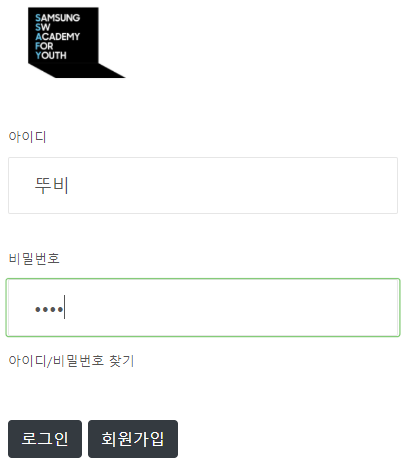 SAMSUNG
SW
ACADEMY
FOR
YOUTH
아이디
뚜비
비밀번호
••••
아이디/비밀번호 찾기
로그인 회원가입